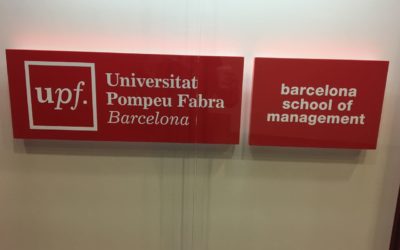 upf.
Universitat
Pompeu Fabra
Barcelona
barcelona
school of
management